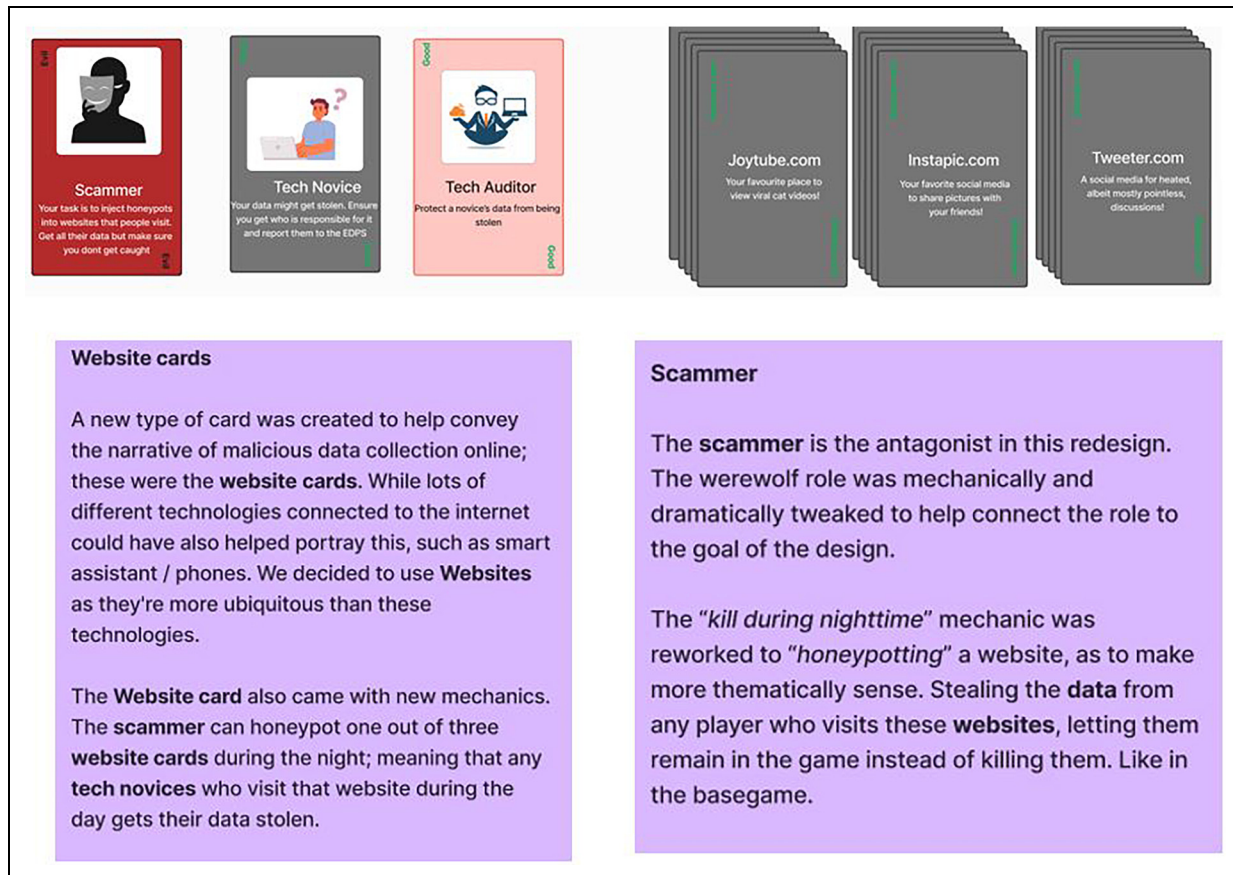 Evil
Scammer
Your task is to inject honeypots
into websites that people visit.
Get all their data but make sure
you dont get caught
Evil
Tech Novice
Your data might get stolen. Ensure
you get who is responsible for it
and report them to the EDPS
Good
Tech Auditor
Protect a novice's data from being
stolen
Good
Joytube.com
Your favourite place to
view viral cat videos!
Instapic.com
Your favorite social media
to share pictures with
your friends!
Tweeter.com
A social media for heated,
albeit mostly pointless,
discussions!
Website cards
A new type of card was created to help convey
the narrative of malicious data collection online;
these were the website cards. While lots of
different technologies connected to the internet
could have also helped portray this, such as smart
assistant / phones. We decided to use Websites
as they're more ubiquitous than these
technologies.
The Website card also came with new mechanics.
The scammer can honeypot one out of three
website cards during the night; meaning that any
tech novices who visit that website during the
day gets their data stolen.
Scammer
The scammer is the antagonist in this redesign.
The werewolf role was mechanically and
dramatically tweaked to help connect the role to
the goal of the design.
The “kill during nighttime” mechanic was
reworked to “honeypotting” a website, as to make
more thematically sense. Stealing the data from
any player who visits these websites, letting them
remain in the game instead of killing them. Like in
the basegame.